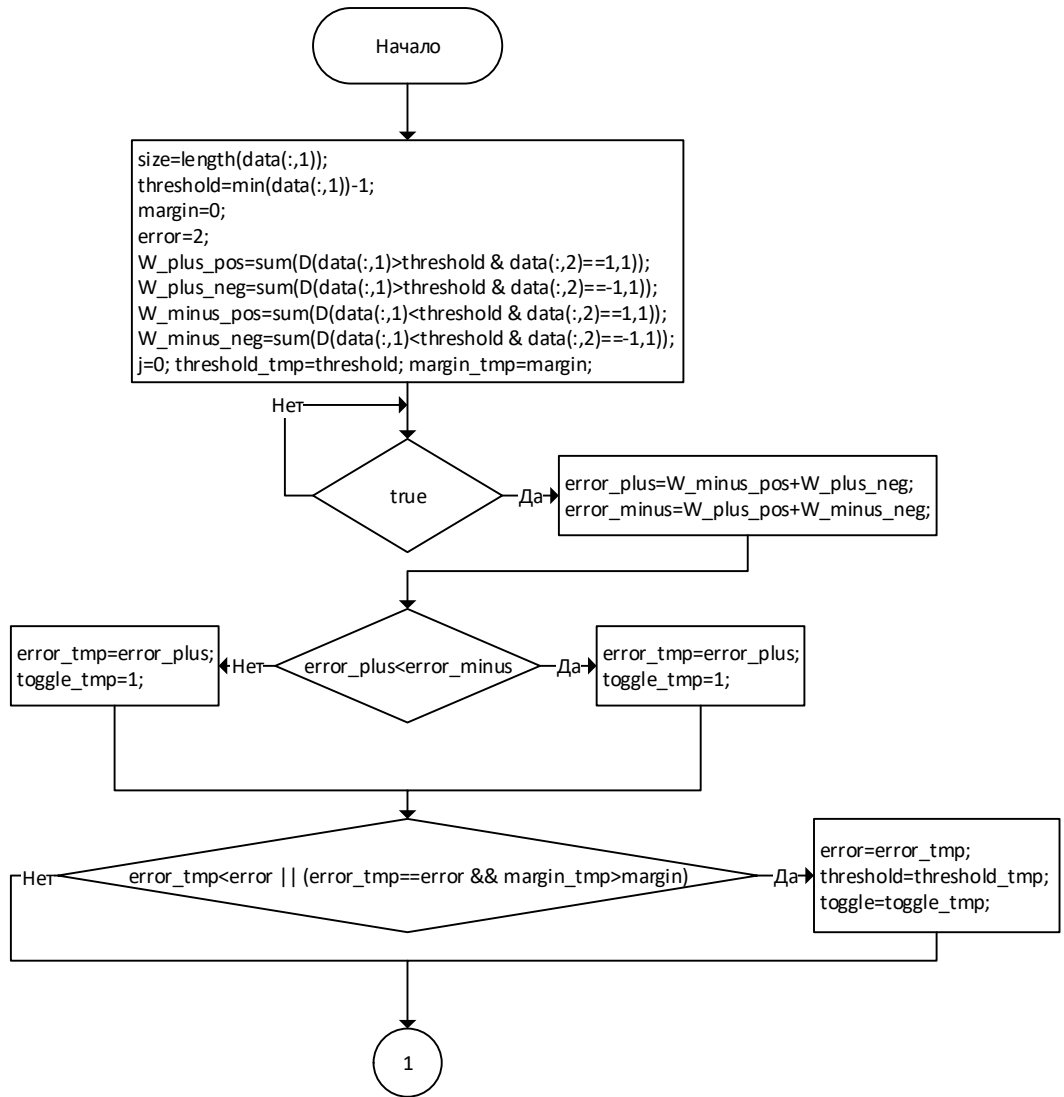 Начало
size=length(data(:,1));
threshold=min(data(:,1))-1;
margin=0;
error=2;
W_plus_pos=sum(D(data(:,1)>threshold & data(:,2)==1,1));
W_plus_neg=sum(D(data(:,1)>threshold & data(:,2)==-1,1));
W_minus_pos=sum(D(data(:,1)<threshold & data(:,2)==1,1));
W_minus_neg=sum(D(data(:,1)<threshold & data(:,2)==-1,1));
j=0; threshold_tmp=threshold; margin_tmp=margin;
Нет
true
Да
error_plus=W_minus_pos+W_plus_neg;
error_minus=W_plus_pos+W_minus_neg;
error_tmp=error_plus;
toggle_tmp=1;
Нет
error_plus<error_minus
Да
error_tmp=error_plus;
toggle_tmp=1;
Нет
error_tmp<error || (error_tmp==error && margin_tmp>margin)
Да
error=error_tmp;
threshold=threshold_tmp;
toggle=toggle_tmp;
1